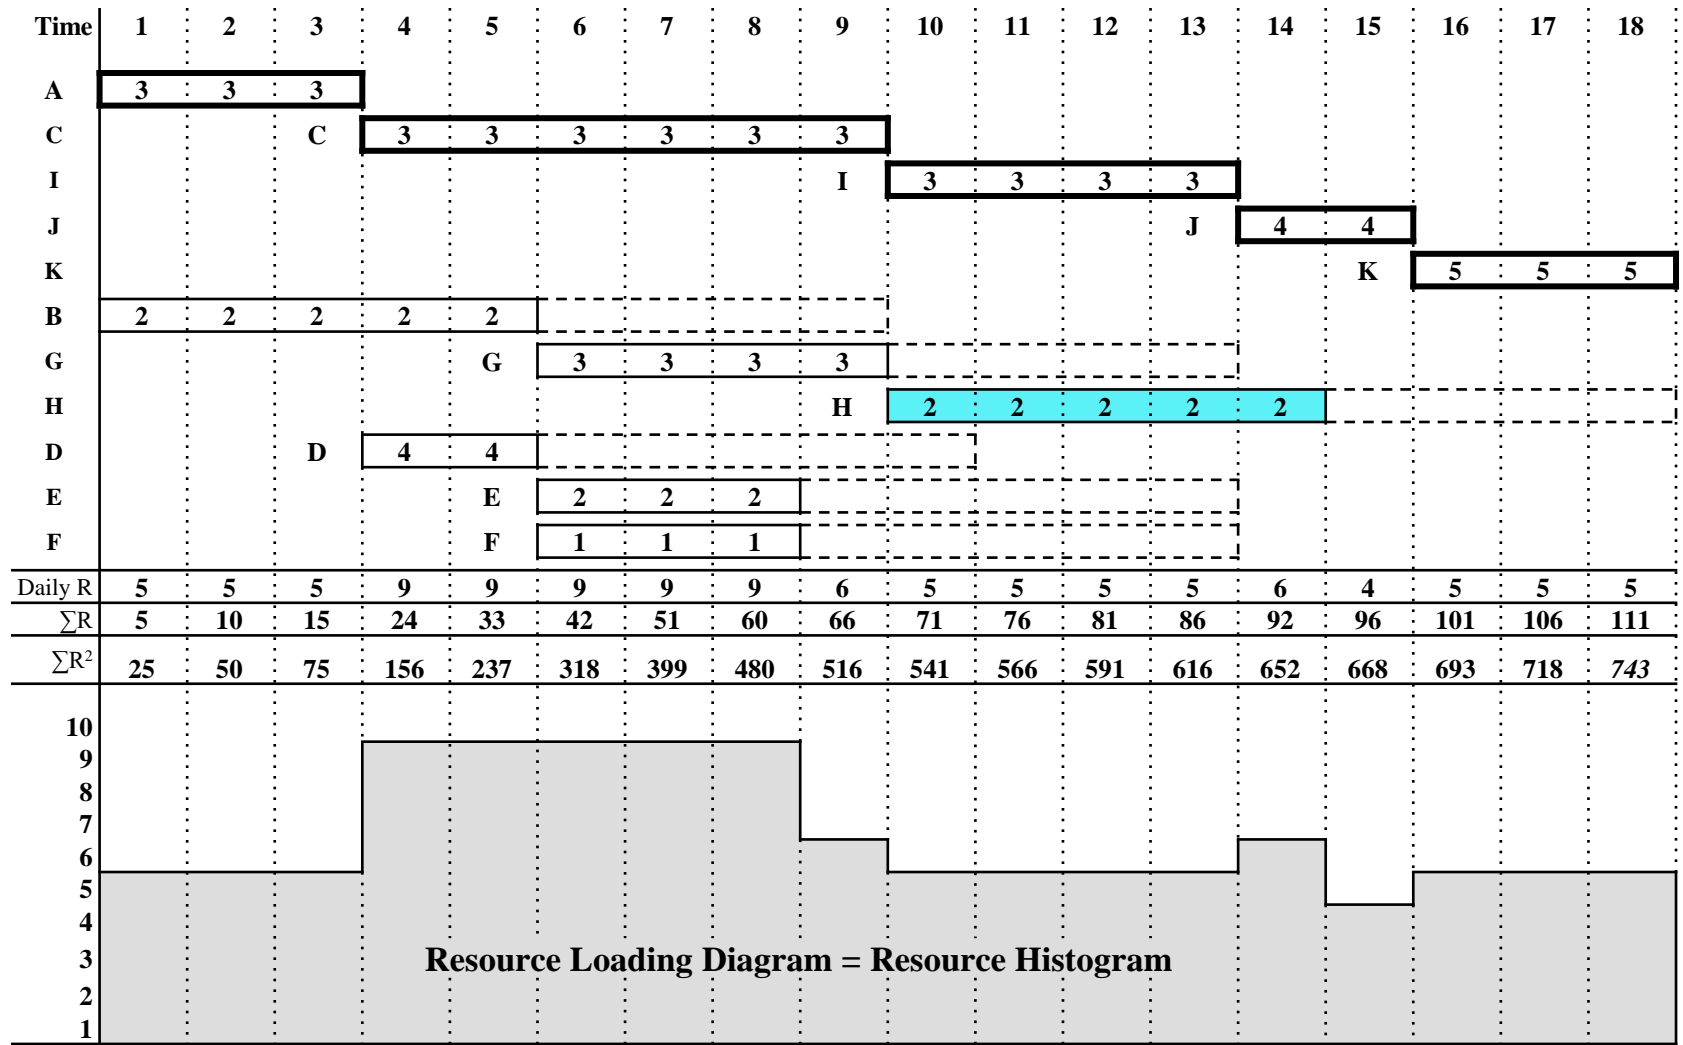 Time 1 2 3 4 5 6 7 8 9 10 11 12 13 14 15 16 17 18
A 3 3 3
C C 3 3 3 3 3 3
I I 3 3 3 3
J J 4 4
K K 5 5 5
B 2 2 2 2 2
G G 3 3 3 3
H H 2 2 2 2 2
D D 4 4
E E 2 2 2
F F 1 1 1
Daily R 5 5 5 9 9 9 9 9 6 5 5 5 5 6 4 5 5 5
∑R 5 10 15 24 33 42 51 60 66 71 76 81 86 92 96 101 106 111
∑R² 25 50 75 156 237 318 399 480 516 541 566 591 616 652 668 693 718 743
10
9
8
7
6
5
4
3 Resource Loading Diagram = Resource Histogram
2
1